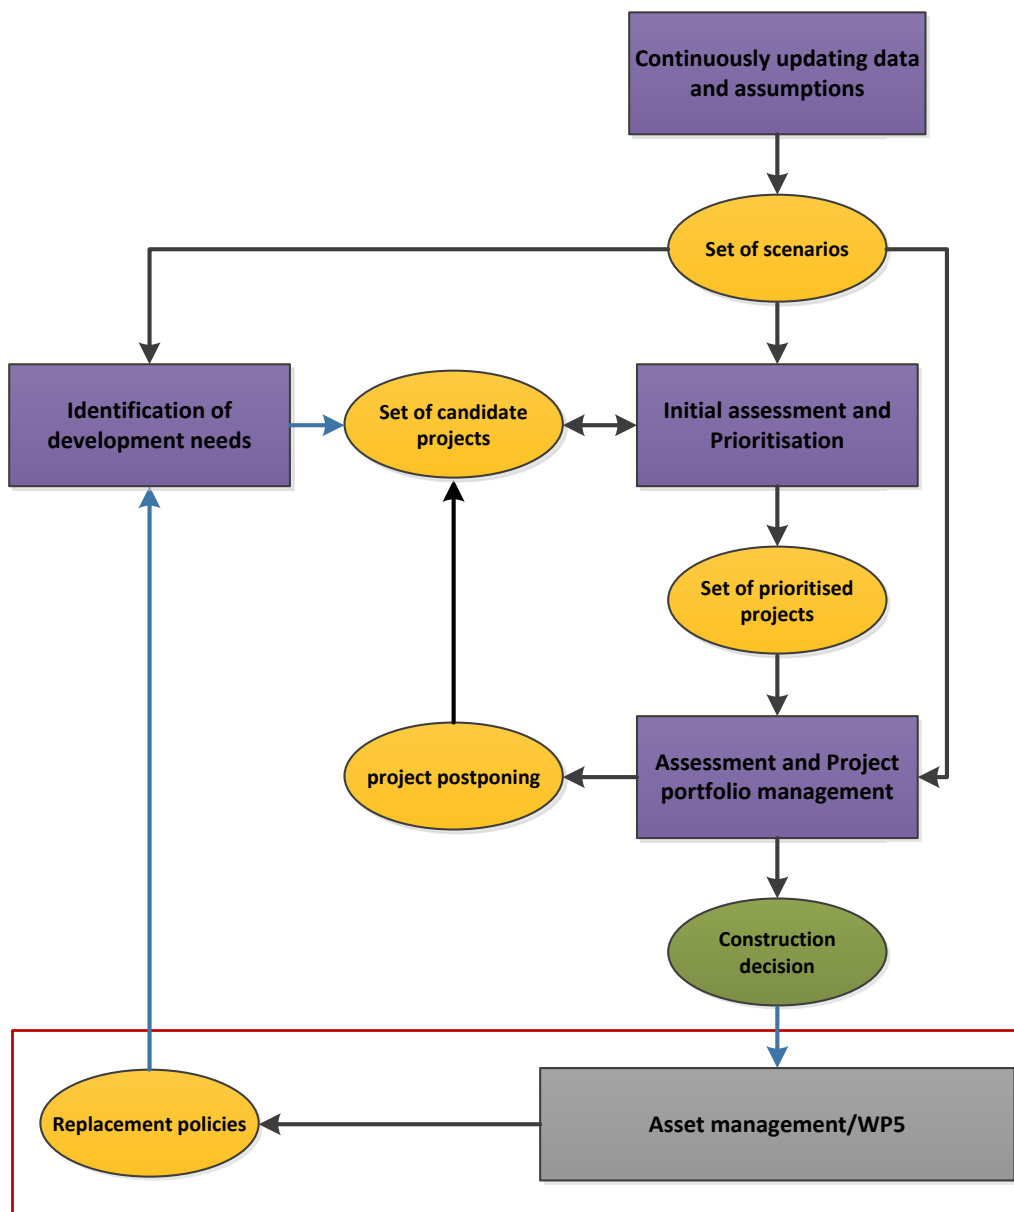 Continuously updating data
and assumptions
Set of scenarios
Identification of
development needs
Set of candidate
projects
Initial assessment and
Prioritisation
Set of prioritised
projects
project postponing
Assessment and Project
portfolio management
Construction
decision
Replacement policies
Asset management/WP5